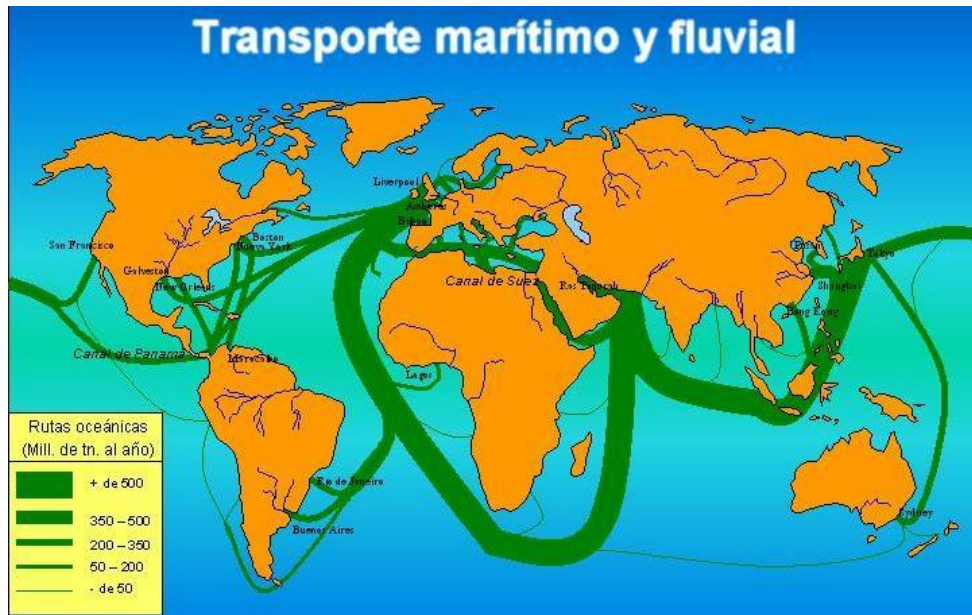 Transporte marítimo y fluvial
Liverpool
Amberes
Bilbao
San Francisco
Boston
Nueva York
Galveston
New Orleans
Canal de Suez
Ras Tanurah
Pusan
Tokyo
Shanghai
Hong Kong
Canal de Panamá
Maracaibo
Lagos
Rutas oceánicas
(Mill. de tn. al año)
+ de 500
350 – 500
200 – 350
50 – 200
- de 50
Río de Janeiro
Buenos Aires
Sydney